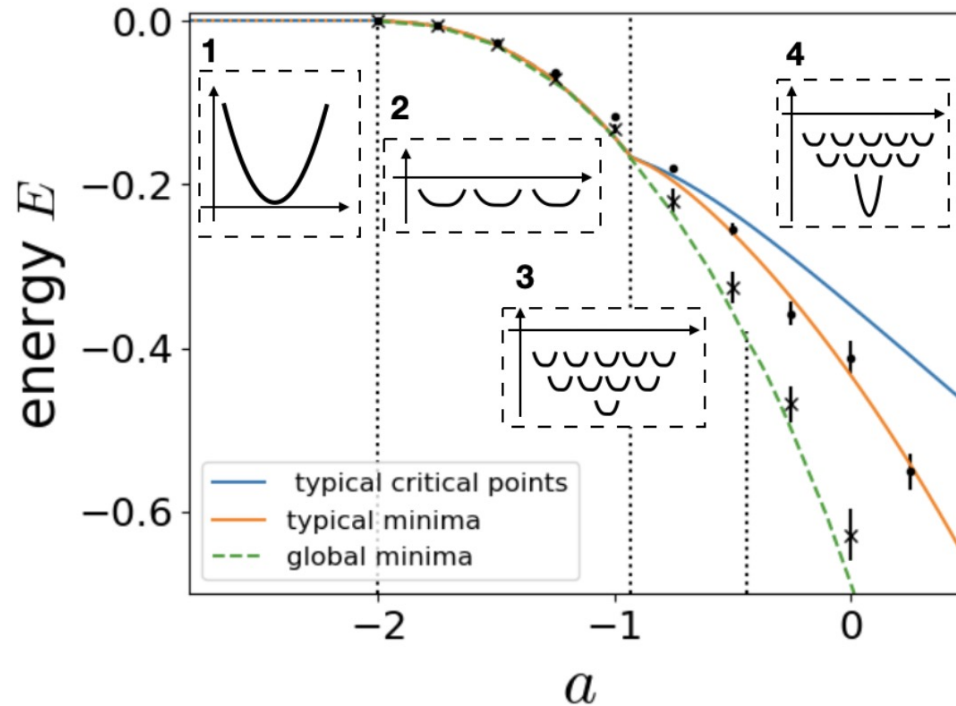 0.0
1
4
2
energy E
−0.2
3
−0.4
typical critical points
typical minima
−0.6
global minima
−2
−1
0
a